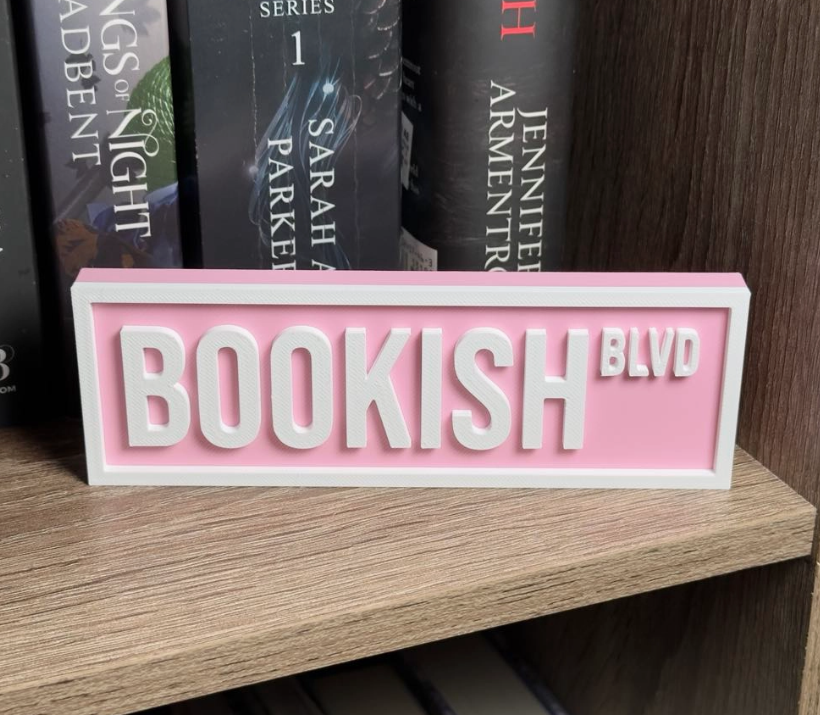 NGS OF NIGHT
ADBENT
SERIES
1
SARAH A
PARKER
H
JENNIFER
ARMENTRO
BOOKISH BLVD